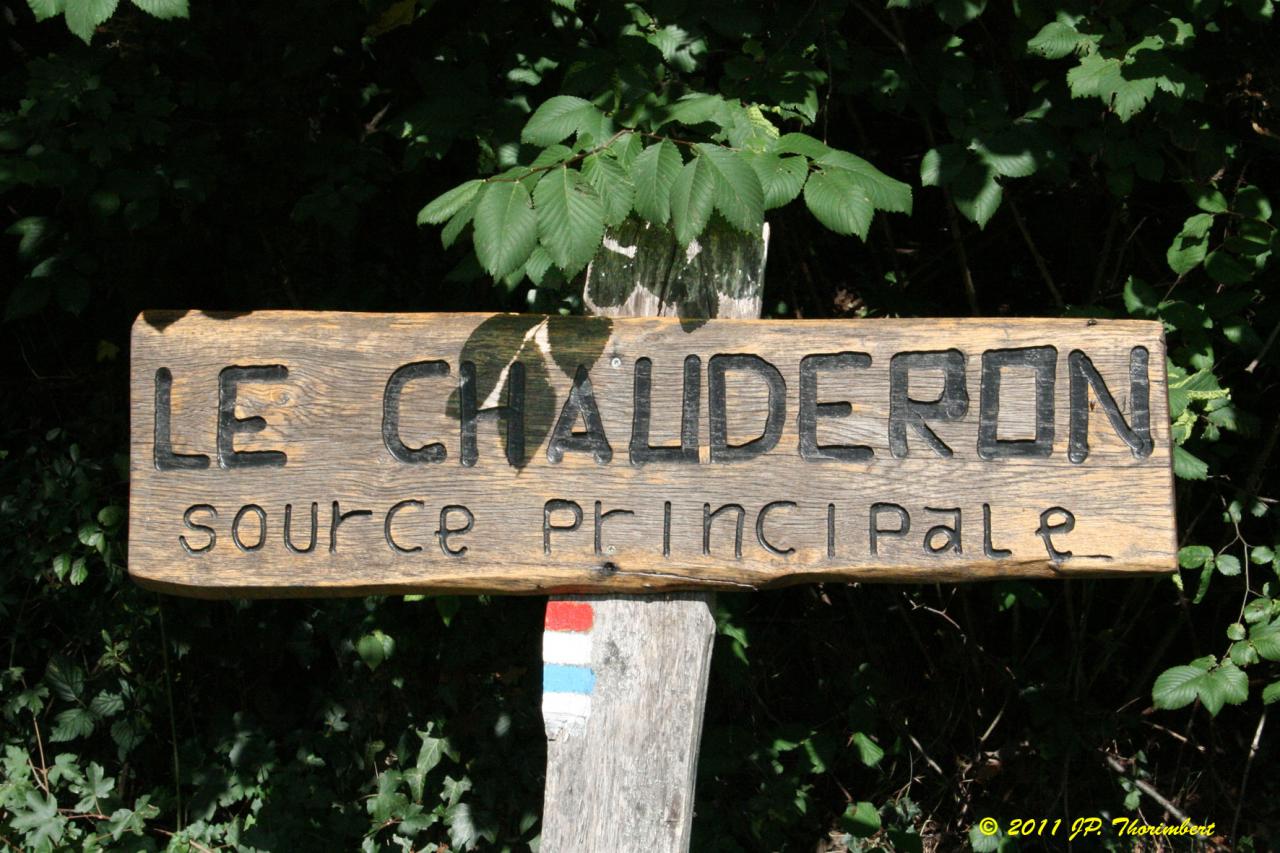 LE CHAUDERON
source principale
© 2011 JP. Thorimbert